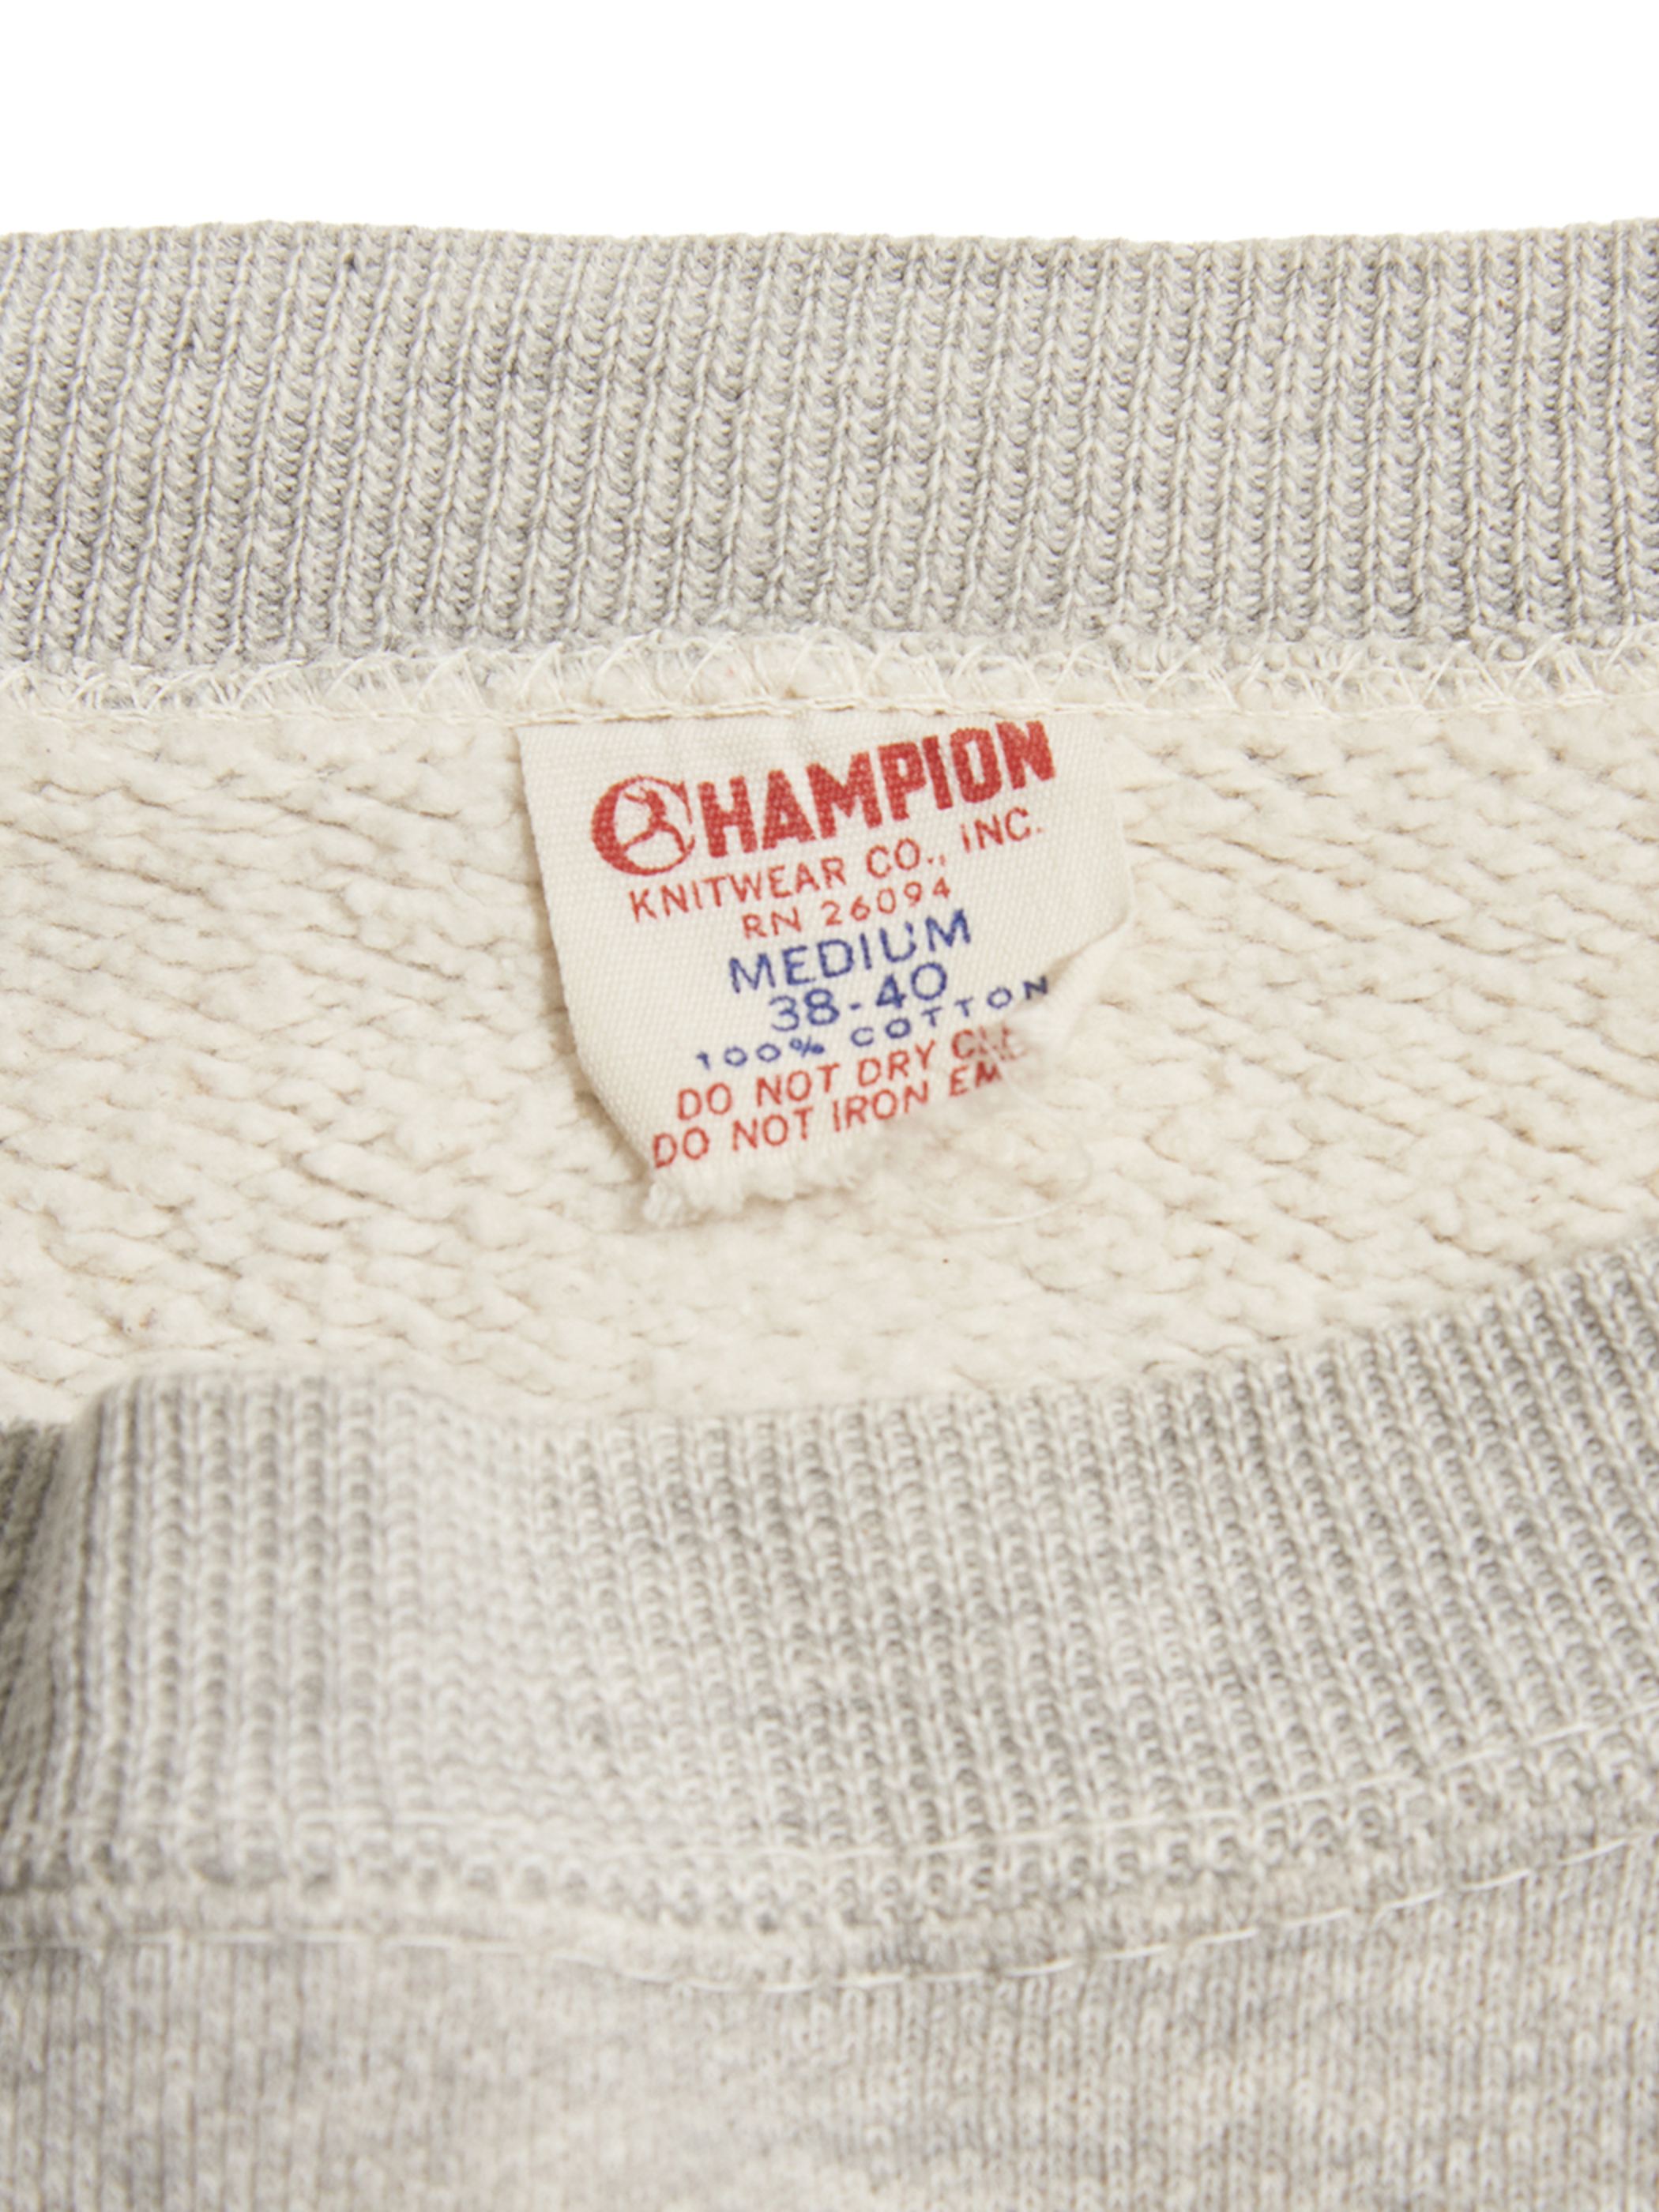 CHAMPION
KNITWEAR CO., INC.
RN 26094
MEDIUM
38-40
100% COTTON
DO NOT DRY
DO NOT IRON